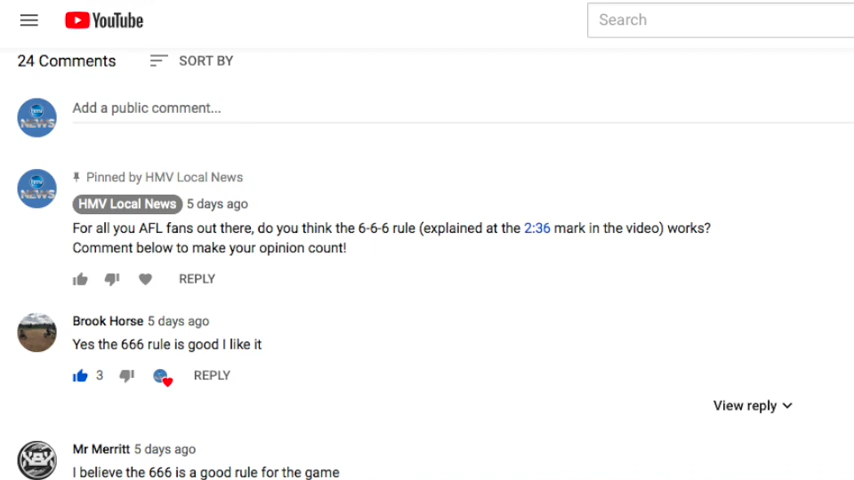 YouTube
Search
24 Comments
SORT BY
Add a public comment...
hmv
NEWS
Pinned by HMV Local News
hmv
NEWS
HMV Local News 5 days ago
For all you AFL fans out there, do you think the 6-6-6 rule (explained at the 2:36 mark in the video) works?
Comment below to make your opinion count!
REPLY
Brook Horse 5 days ago
Yes the 666 rule is good I like it
3 REPLY
View reply
Mr Merritt 5 days ago
I believe the 666 is a good rule for the game